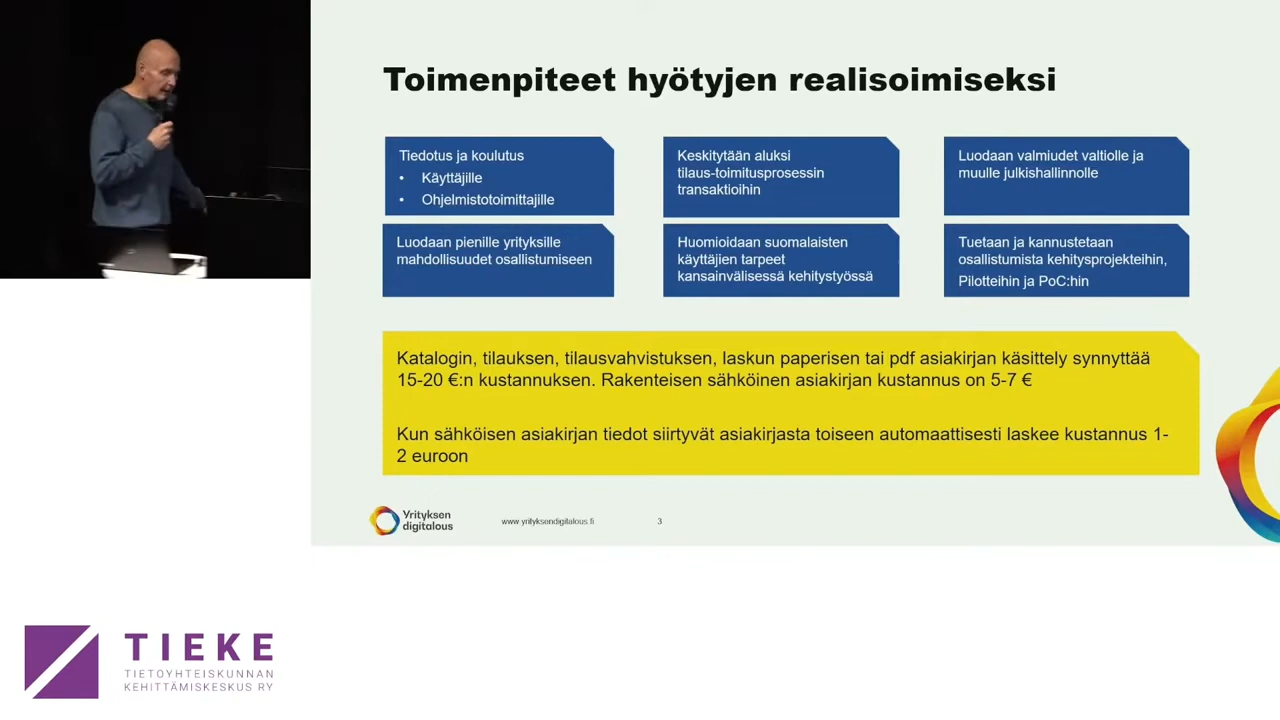 Toimenpiteet hyötyjen realisoimiseksi
Tiedotus ja koulutus
• Käyttäjille
• Ohjelmistotoimittajille
Keskitytään aluksi
tilaus-toimitusprosessin
transaktioihin
Luodaan valmiudet valtiolle ja
muulle julkishallinnolle
Luodaan pienille yrityksille
mahdollisuudet osallistumiseen
Huomioidaan suomalaisten
käyttäjien tarpeet
kansainvälisessä kehitystyössä
Tuetaan ja kannustetaan
osallistumista kehitysprojekteihin,
Pilotteihin ja PoC:hin
Katalogin, tilauksen, tilausvahvistuksen, laskun paperisen tai pdf asiakirjan käsittely synnyttää
15-20 €:n kustannuksen. Rakenteisen sähköinen asiakirjan kustannus on 5-7 €
Kun sähköisen asiakirjan tiedot siirtyvät asiakirjasta toiseen automaattisesti laskee kustannus 1-
2 euroon
Yrityksen
digitalous
www.yrityksendigitalous.fi
3
TIEKE
TIETOYHTEISKUNNAN
KEHITTÄMISKESKUS RY